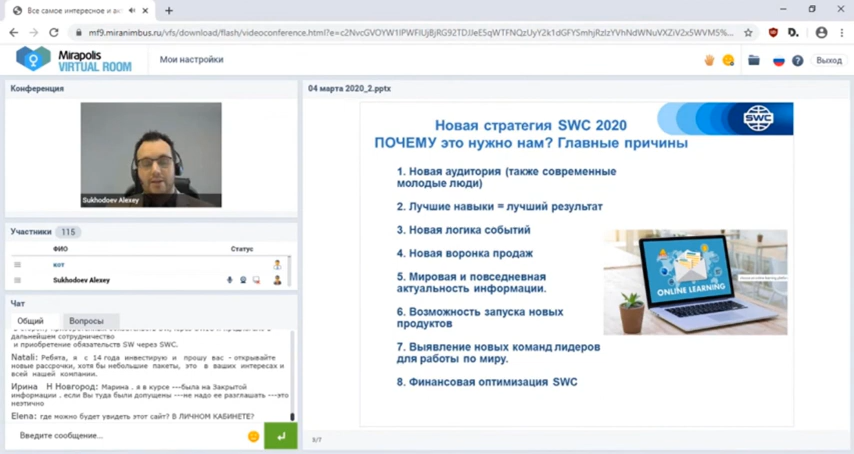 Все самое интересное и ак
mf9.miranimbus.ru/vfs/download/flash/videoconference.html?e=c2NvcGVOYW1lPWFlUjBjRG92TDJJeE5qWTFNQzUyY2k1dGFYSmhjRzlzYVhNdWNuVXZiV2x5WVM5%...
Mirapolis
VIRTUAL ROOM
Мои настройки
Выход
Конференция
04 марта 2020_2.pptx
SWC
Новая стратегия SWC 2020
ПОЧЕМУ это нужно нам? Главные причины
1. Новая аудитория (также современные
молодые люди)
2. Лучшие навыки = лучший результат
3. Новая логика событий
4. Новая воронка продаж
5. Мировая и повседневная
актуальность информации.
6. Возможность запуска новых
продуктов
7. Выявление новых команд лидеров
для работы по миру.
8. Финансовая оптимизация SWC
ONLINE LEARNING
3/7
Sukhodoev Alexey
Участники 115
ФИО Статус
кот
Sukhodoev Alexey
Чат
Общий Вопросы
дальнейшем сотрудничество
и приобретение обязательств SW через SWC.
Natali: Ребята, я с 14 года инвестирую и прошу вас - открывайте
новые рассрочки, хотя бы небольшие пакеты, это в ваших интересах и
всей нашей компании.
Ирина Н Новгород: Марина . я в курсе ---была на Закрытой
информации . если Вы туда были допущены ---не надо ее разглашать ---это
неэтично
Elena: где можно будет увидеть этот сайт? В ЛИЧНОМ КАБИНЕТЕ?
Введите сообщение...